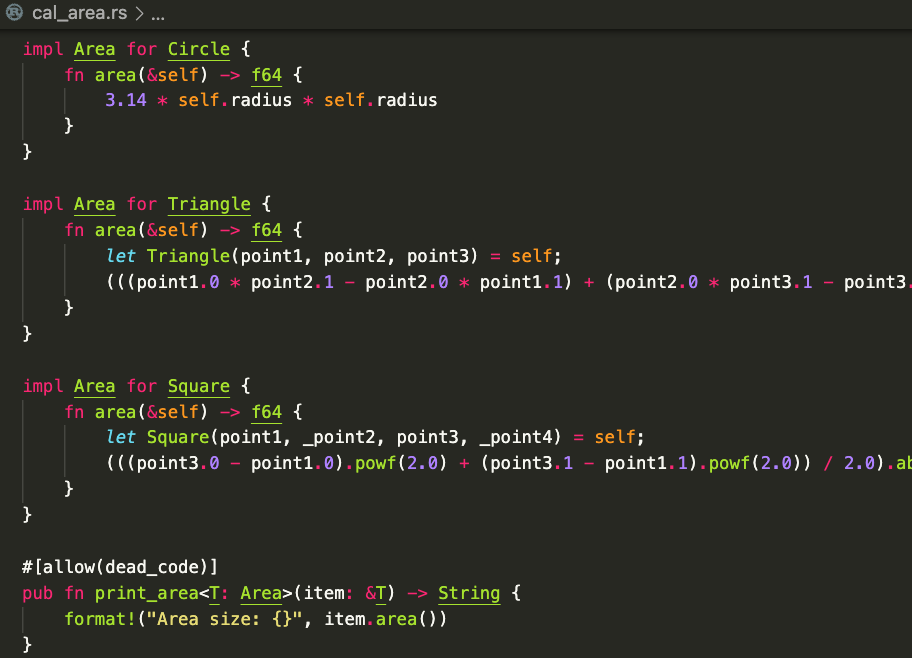 cal_area.rs > ...
impl Area for Circle {
    fn area(&self) -> f64 {
        3.14 * self.radius * self.radius
    }
}

impl Area for Triangle {
    fn area(&self) -> f64 {
        let Triangle(point1, point2, point3) = self;
        (((point1.0 * point2.1 - point2.0 * point1.1) + (point2.0 * point3.1 - point3.
    }
}

impl Area for Square {
    fn area(&self) -> f64 {
        let Square(point1, _point2, point3, _point4) = self;
        (((point3.0 - point1.0).powf(2.0) + (point3.1 - point1.1).powf(2.0)) / 2.0).ab
    }
}

#[allow(dead_code)]
pub fn print_area<T: Area>(item: &T) -> String {
    format!("Area size: {}", item.area())
}